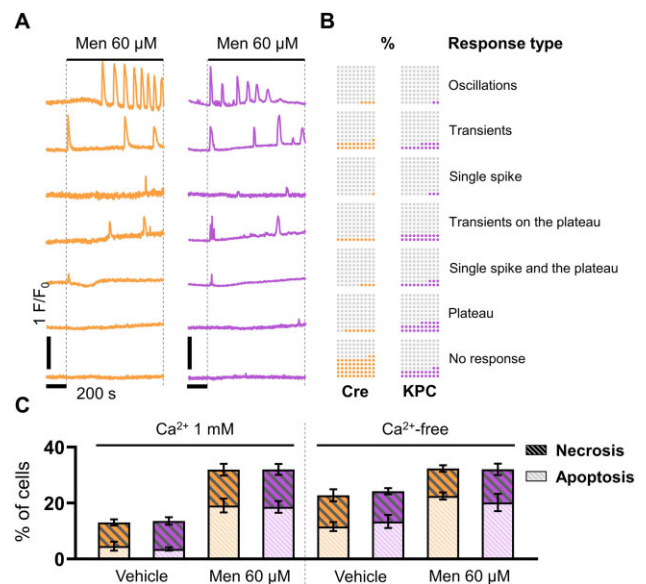 A
Men 60 μM
Men 60 μM
1 F/F0
200 s
B
%
Response type
Oscillations
Transients
Single spike
Transients on the plateau
Single spike and the plateau
Plateau
No response
Cre
KPC
C
Ca²⁺ 1 mM
Ca²⁺-free
Necrosis
Apoptosis
% of cells
40
20
0
Vehicle
Men 60 μM
Vehicle
Men 60 μM